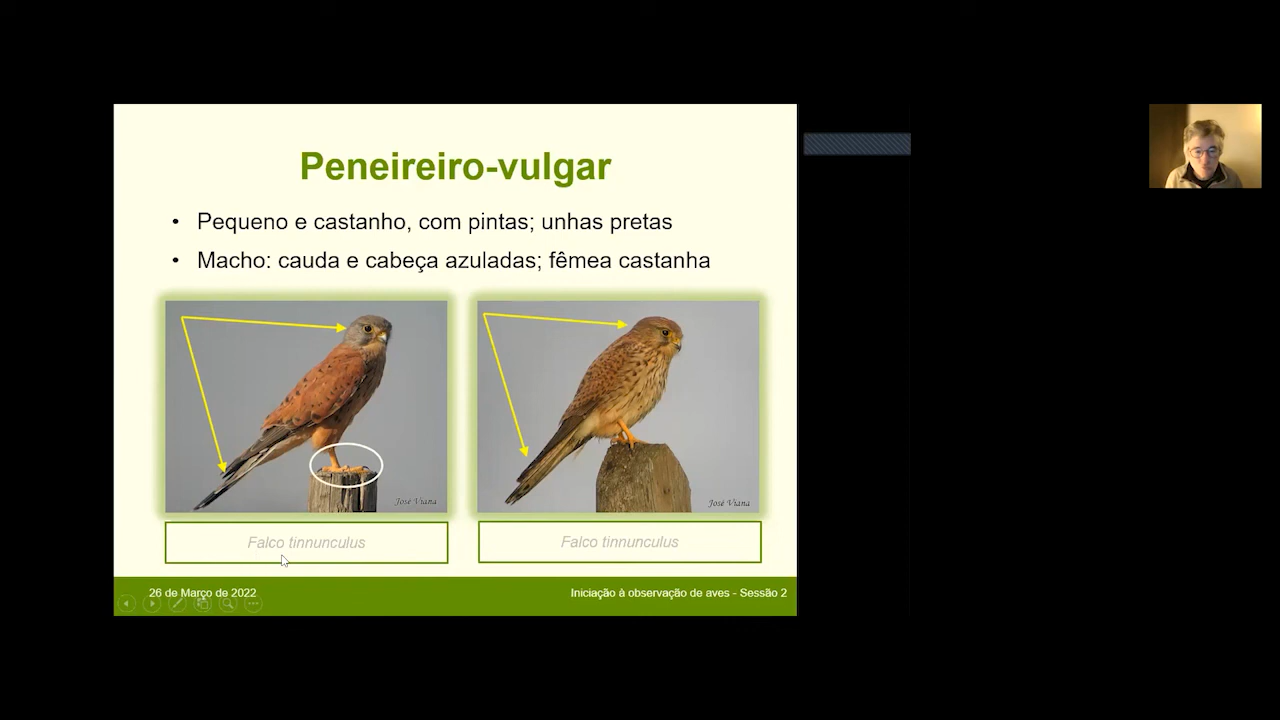 Peneireiro-vulgar
• Pequeno e castanho, com pintas; unhas pretas
• Macho: cauda e cabeça azuladas; fêmea castanha
José Viana
José Viana
Falco tinnunculus
Falco tinnunculus
26 de Março de 2022
Iniciação à observação de aves - Sessão 2